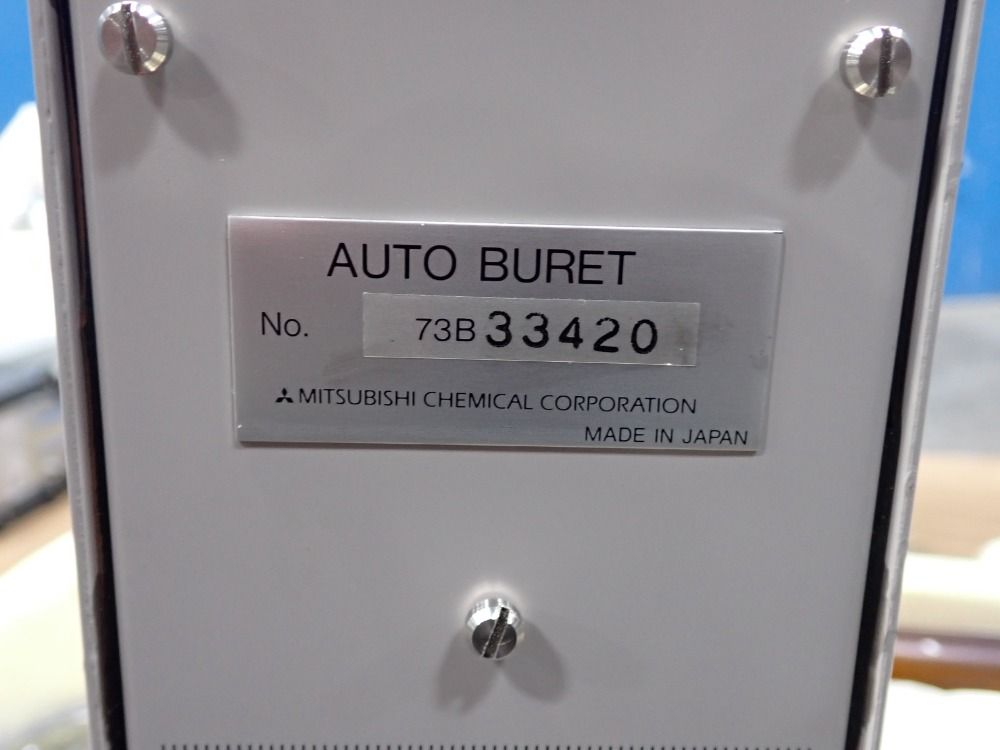 AUTO BURET
No. 73B 33420
MITSUBISHI CHEMICAL CORPORATION
MADE IN JAPAN